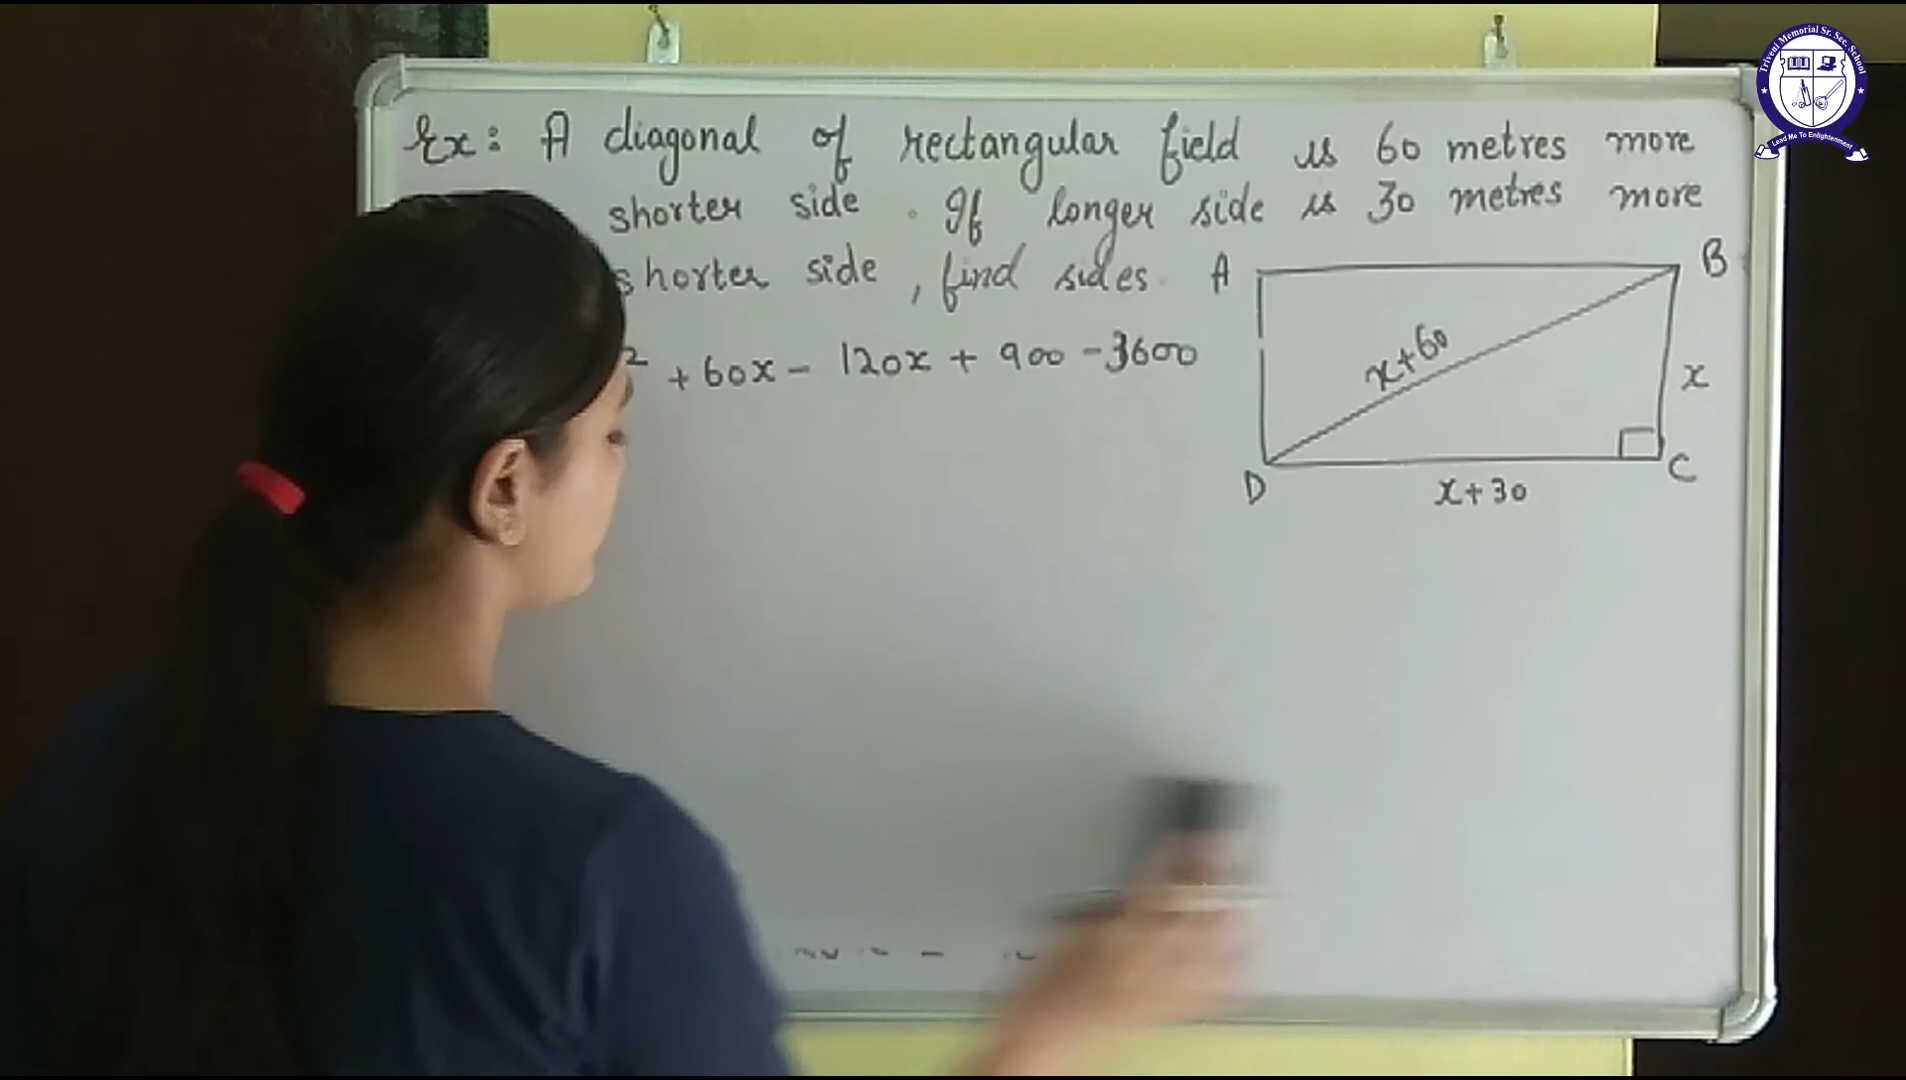 Ex: A diagonal of rectangular field is 60 metres more
shorter side. If longer side is 30 metres more
shorter side, find sides.
² + 60x - 120x + 900 - 3600
A
B
x+60
x
D
C
x+30
Triveni Memorial Sr. Sec. School
Lead Me To Enlightenment